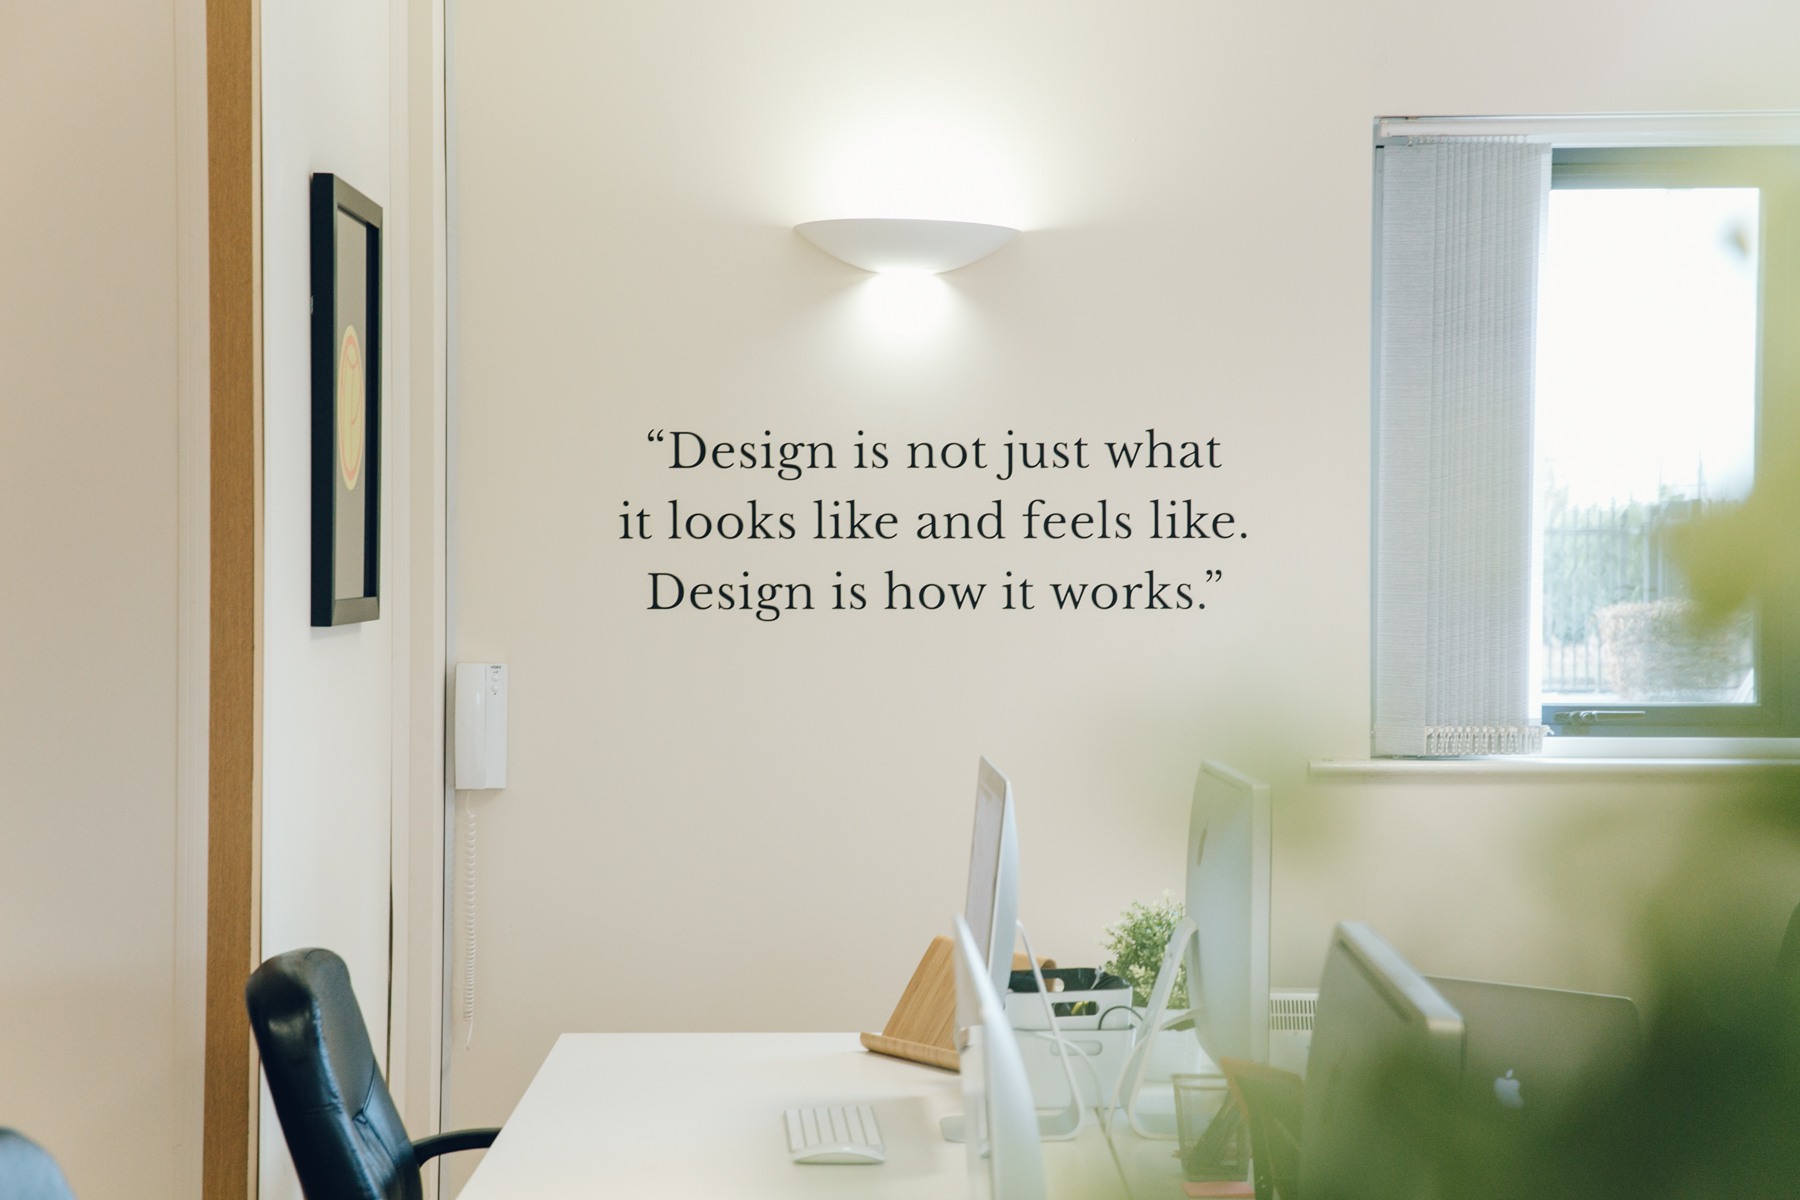 “Design is not just what
it looks like and feels like.
Design is how it works.”